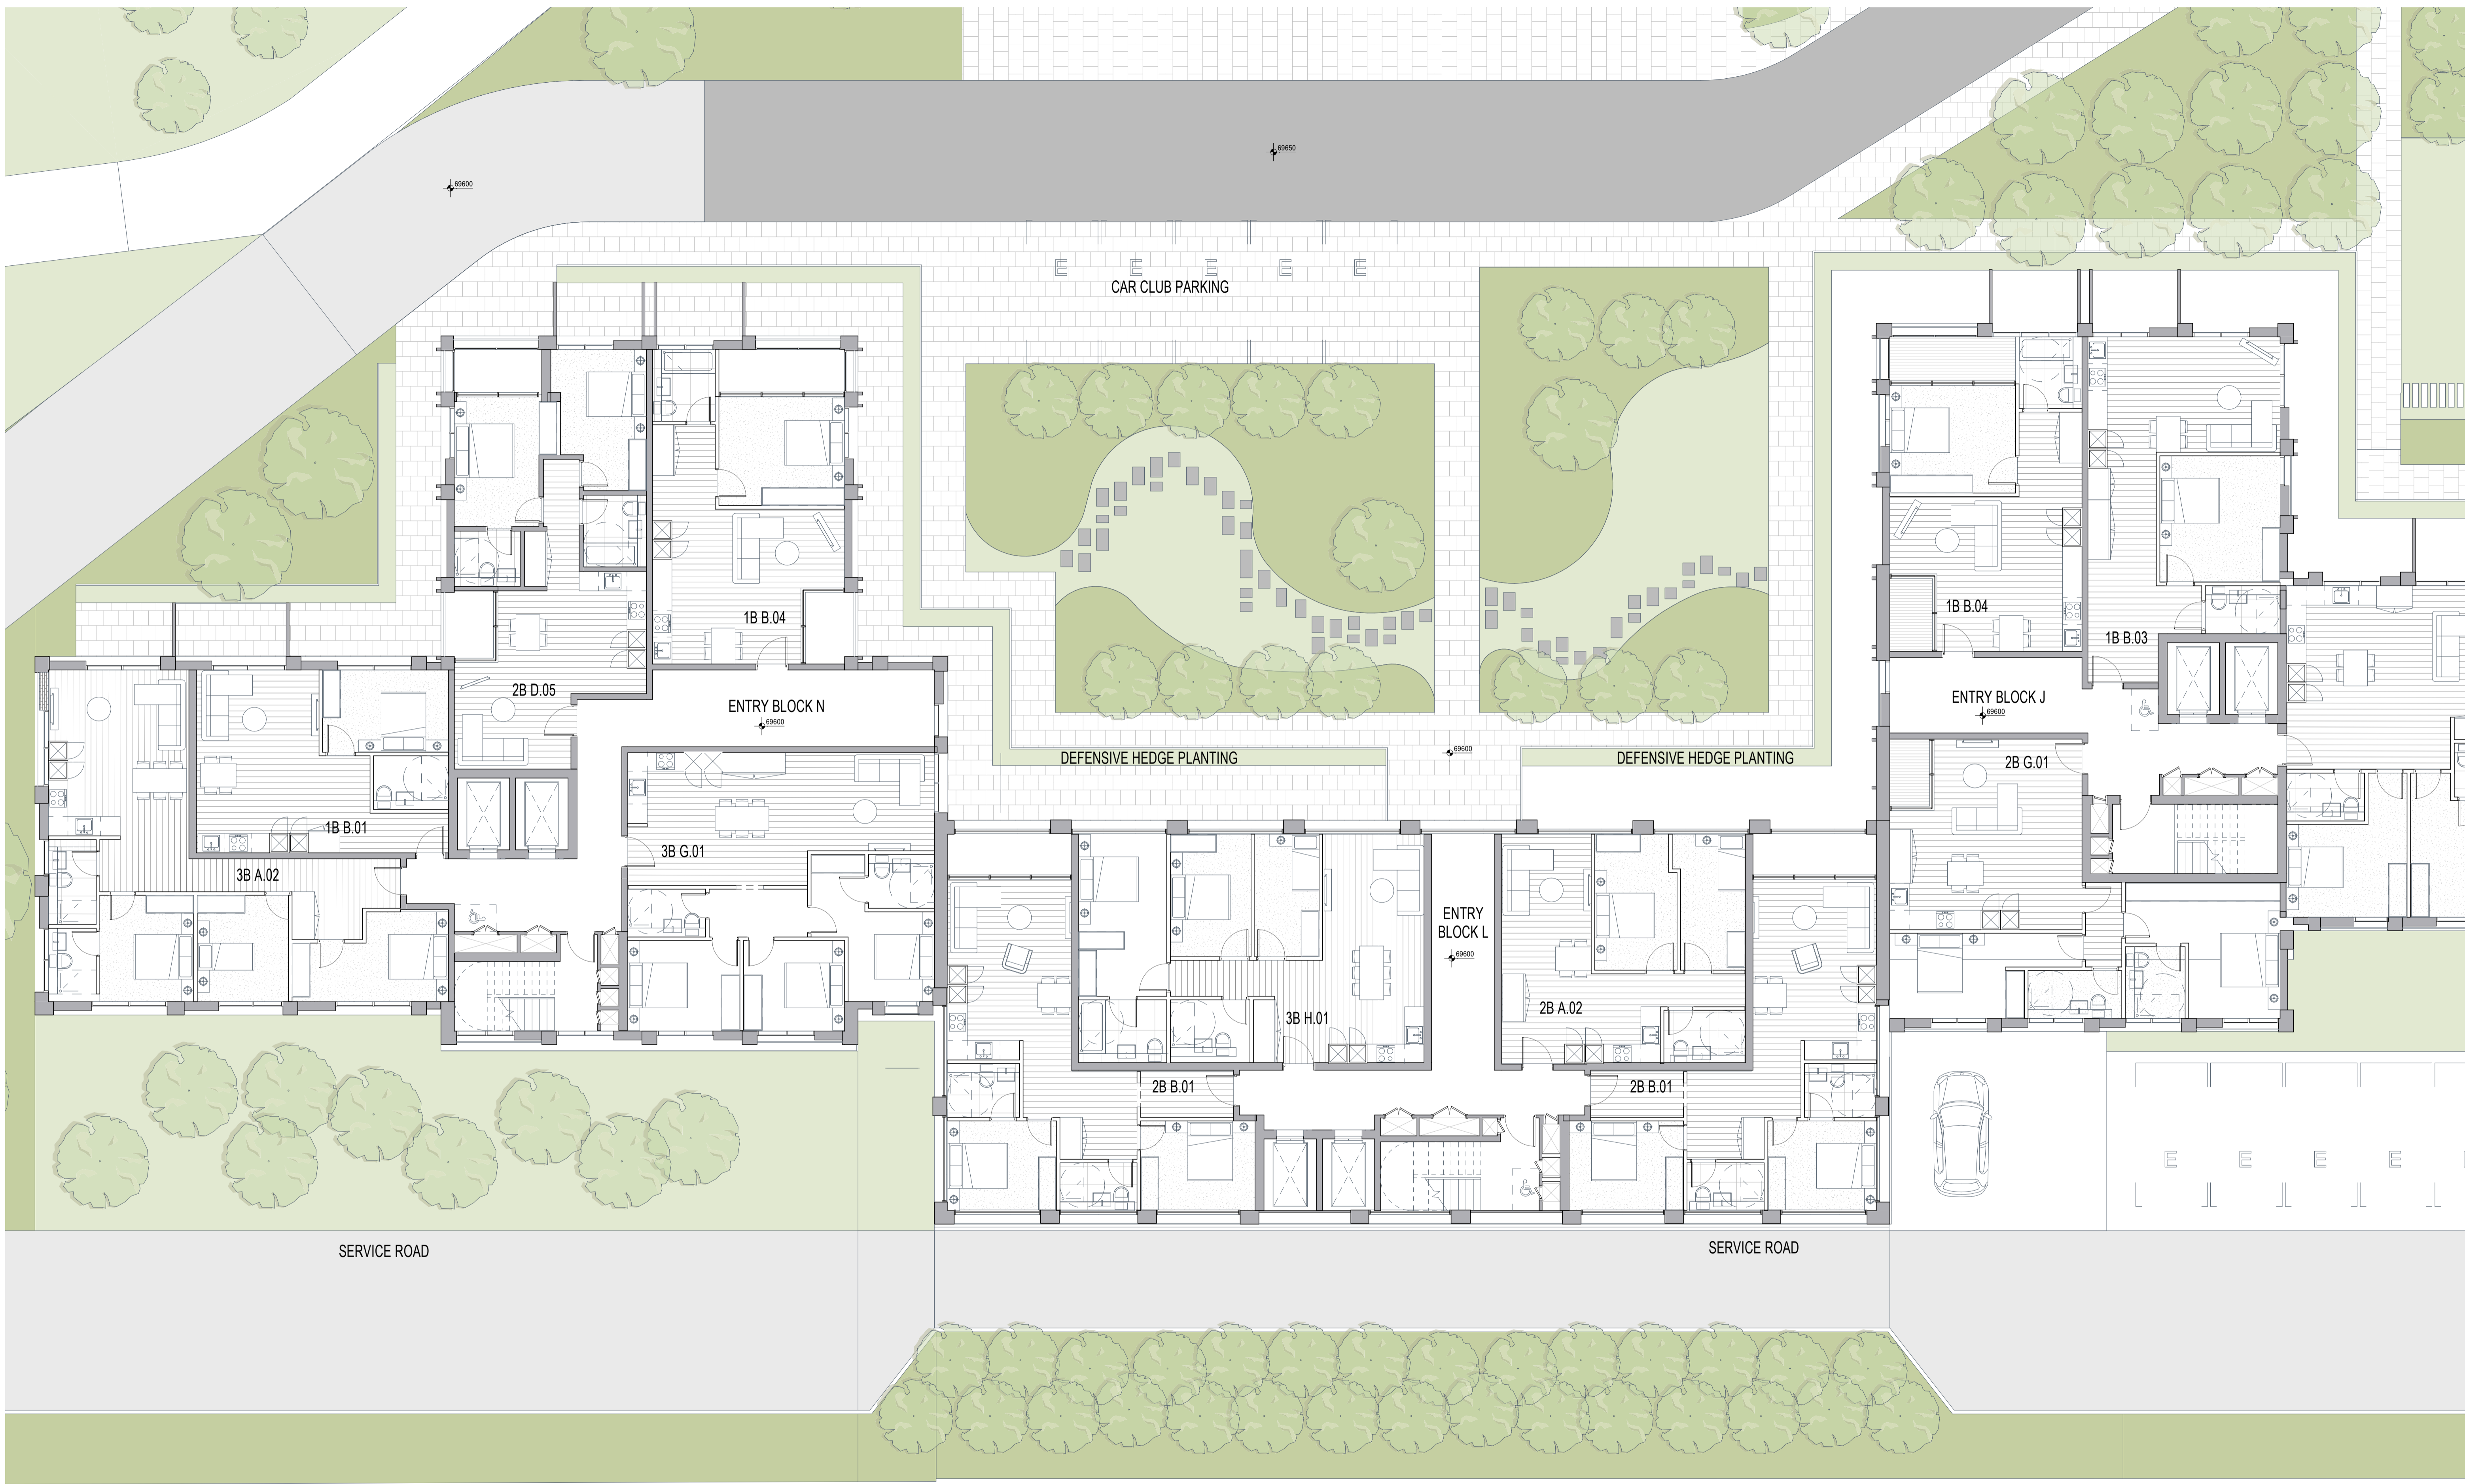 69650
69600
E E E E E
CAR CLUB PARKING
1B B.04
1B B.04
1B B.03
2B D.05
ENTRY BLOCK N
69600
ENTRY BLOCK J
69600
DEFENSIVE HEDGE PLANTING
69600
DEFENSIVE HEDGE PLANTING
2B G.01
1B B.01
3B G.01
3B A.02
ENTRY
BLOCK L
69600
3B H.01
2B A.02
2B B.01
2B B.01
E E E E
SERVICE ROAD
SERVICE ROAD